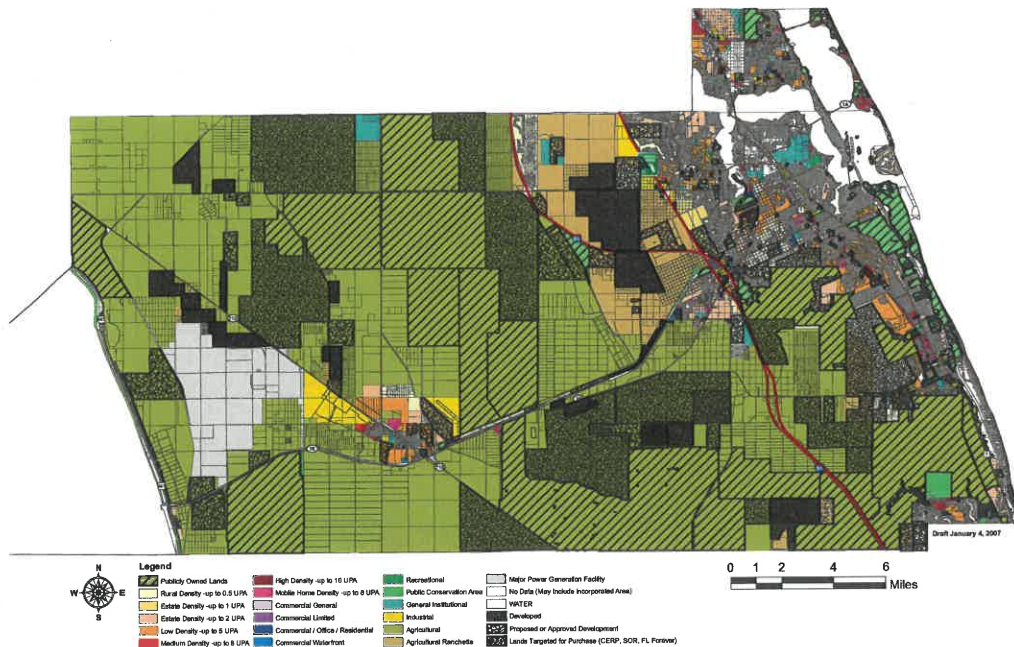 Draft January 4, 2007
Legend
N
W E
S
Publicly Owned Lands
Rural Density -up to 0.5 UPA
Estate Density -up to 1 UPA
Estate Density -up to 2 UPA
Low Density -up to 5 UPA
Medium Density -up to 8 UPA
High Density -up to 10 UPA
Mobile Home Density -up to 8 UPA
Commercial General
Commercial Limited
Commercial / Office / Residential
Commercial Waterfront
Recreational
Public Conservation Area
General Institutional
Industrial
Agricultural
Agricultural Ranchette
Major Power Generation Facility
No Data (May Include Incorporated Area)
WATER
Developed
Proposed or Approved Development
Lands Targeted for Purchase (CERP, SOR, FL Forever)
0 1 2 4 6
Miles